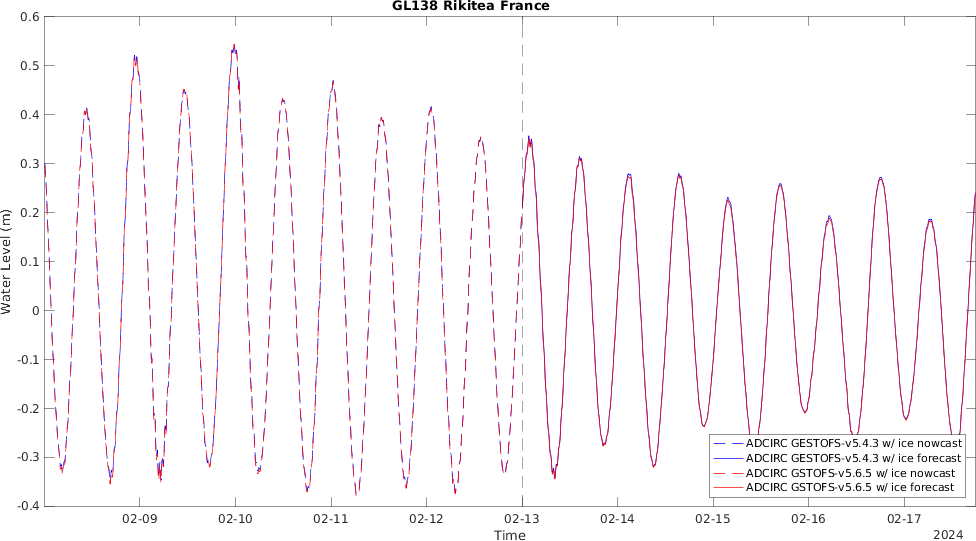 GL138 Rikitea France
0.6
0.5
0.4
0.3
0.2
0.1
0
-0.1
-0.2
-0.3
-0.4
Water Level (m)
ADCIRC GESTOFS-v5.4.3 w/ ice nowcast
ADCIRC GESTOFS-v5.4.3 w/ ice forecast
ADCIRC GSTOFS-v5.6.5 w/ ice nowcast
ADCIRC GSTOFS-v5.6.5 w/ ice forecast
02-09 02-10 02-11 02-12 02-13 02-14 02-15 02-16 02-17
Time
2024